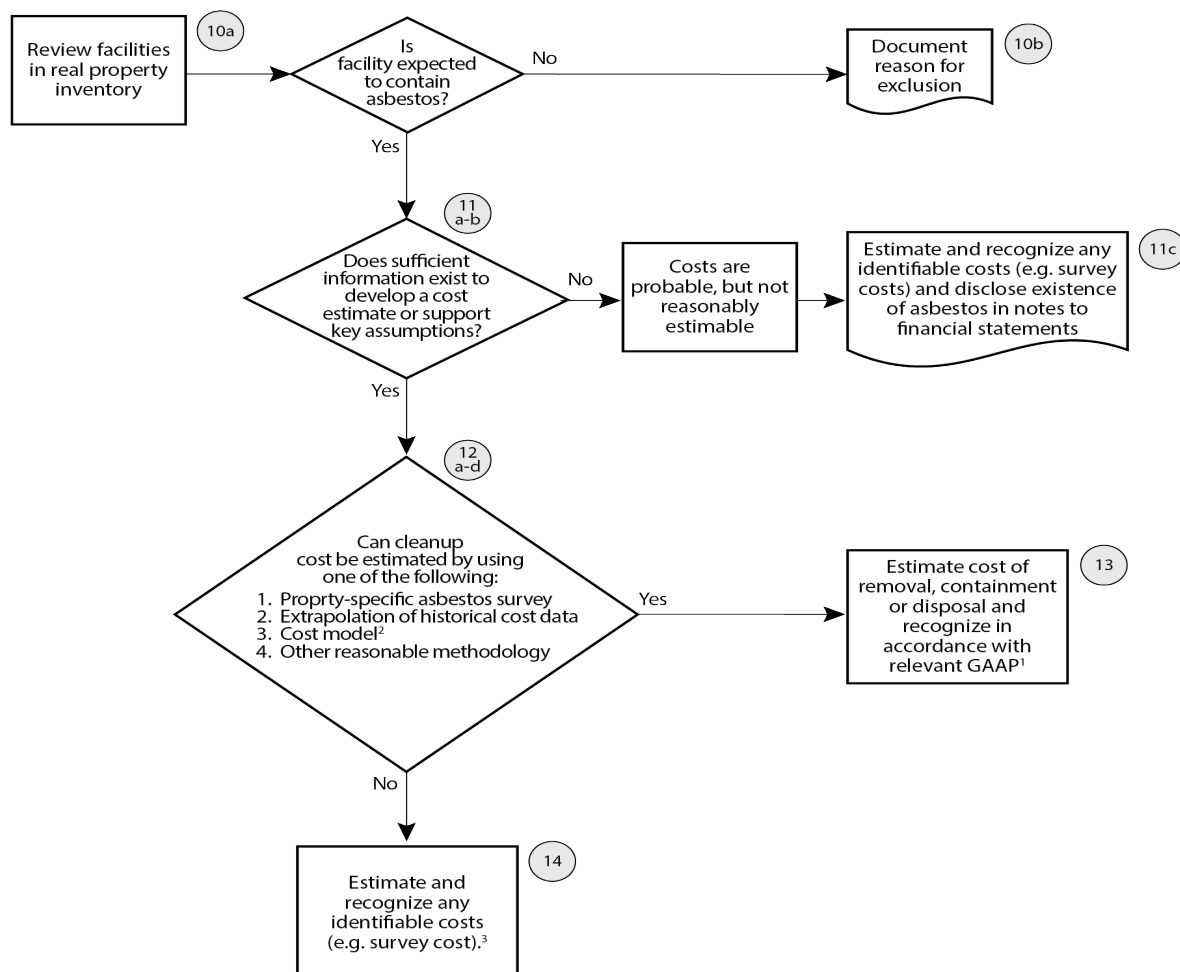 Review facilities
in real property
inventory
10a
Is
facility expected
to contain
asbestos?
No
Document
reason for
exclusion
10b
Yes
11
a-b
Does sufficient
information exist to
develop a cost
estimate or support
key assumptions?
No
Costs are
probable, but not
reasonably
estimable
Estimate and recognize any
identifiable costs (e.g. survey
costs) and disclose existence
of asbestos in notes to
financial statements
11c
Yes
12
a-d
Can cleanup
cost be estimated by using
one of the following:
1. Proprty-specific asbestos survey
2. Extrapolation of historical cost data
3. Cost model²
4. Other reasonable methodology
Yes
Estimate cost of
removal, containment
or disposal and
recognize in
accordance with
relevant GAAP¹
13
No
14
Estimate and
recognize any
identifiable costs
(e.g. survey cost).³